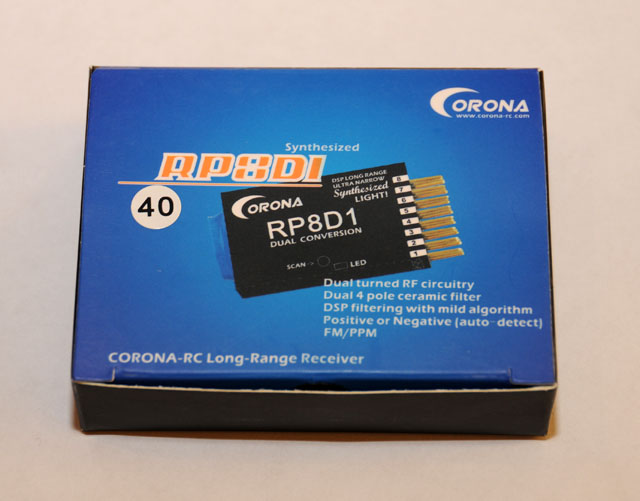 CORONA
www.corona-rc.com
Synthesized
RP8D1
40
DSP LONG RANGE
ULTRA NARROW
Synthesized
LIGHT!
CORONA
RP8D1
DUAL CONVERSION
SCAN->
LED
8
7
6
5
4
3
2
1
Dual turned RF circuitry
Dual 4 pole ceramic filter
DSP filtering with mild algorithm
Positive or Negative (auto-detect)
FM/PPM
CORONA-RC Long-Range Receiver